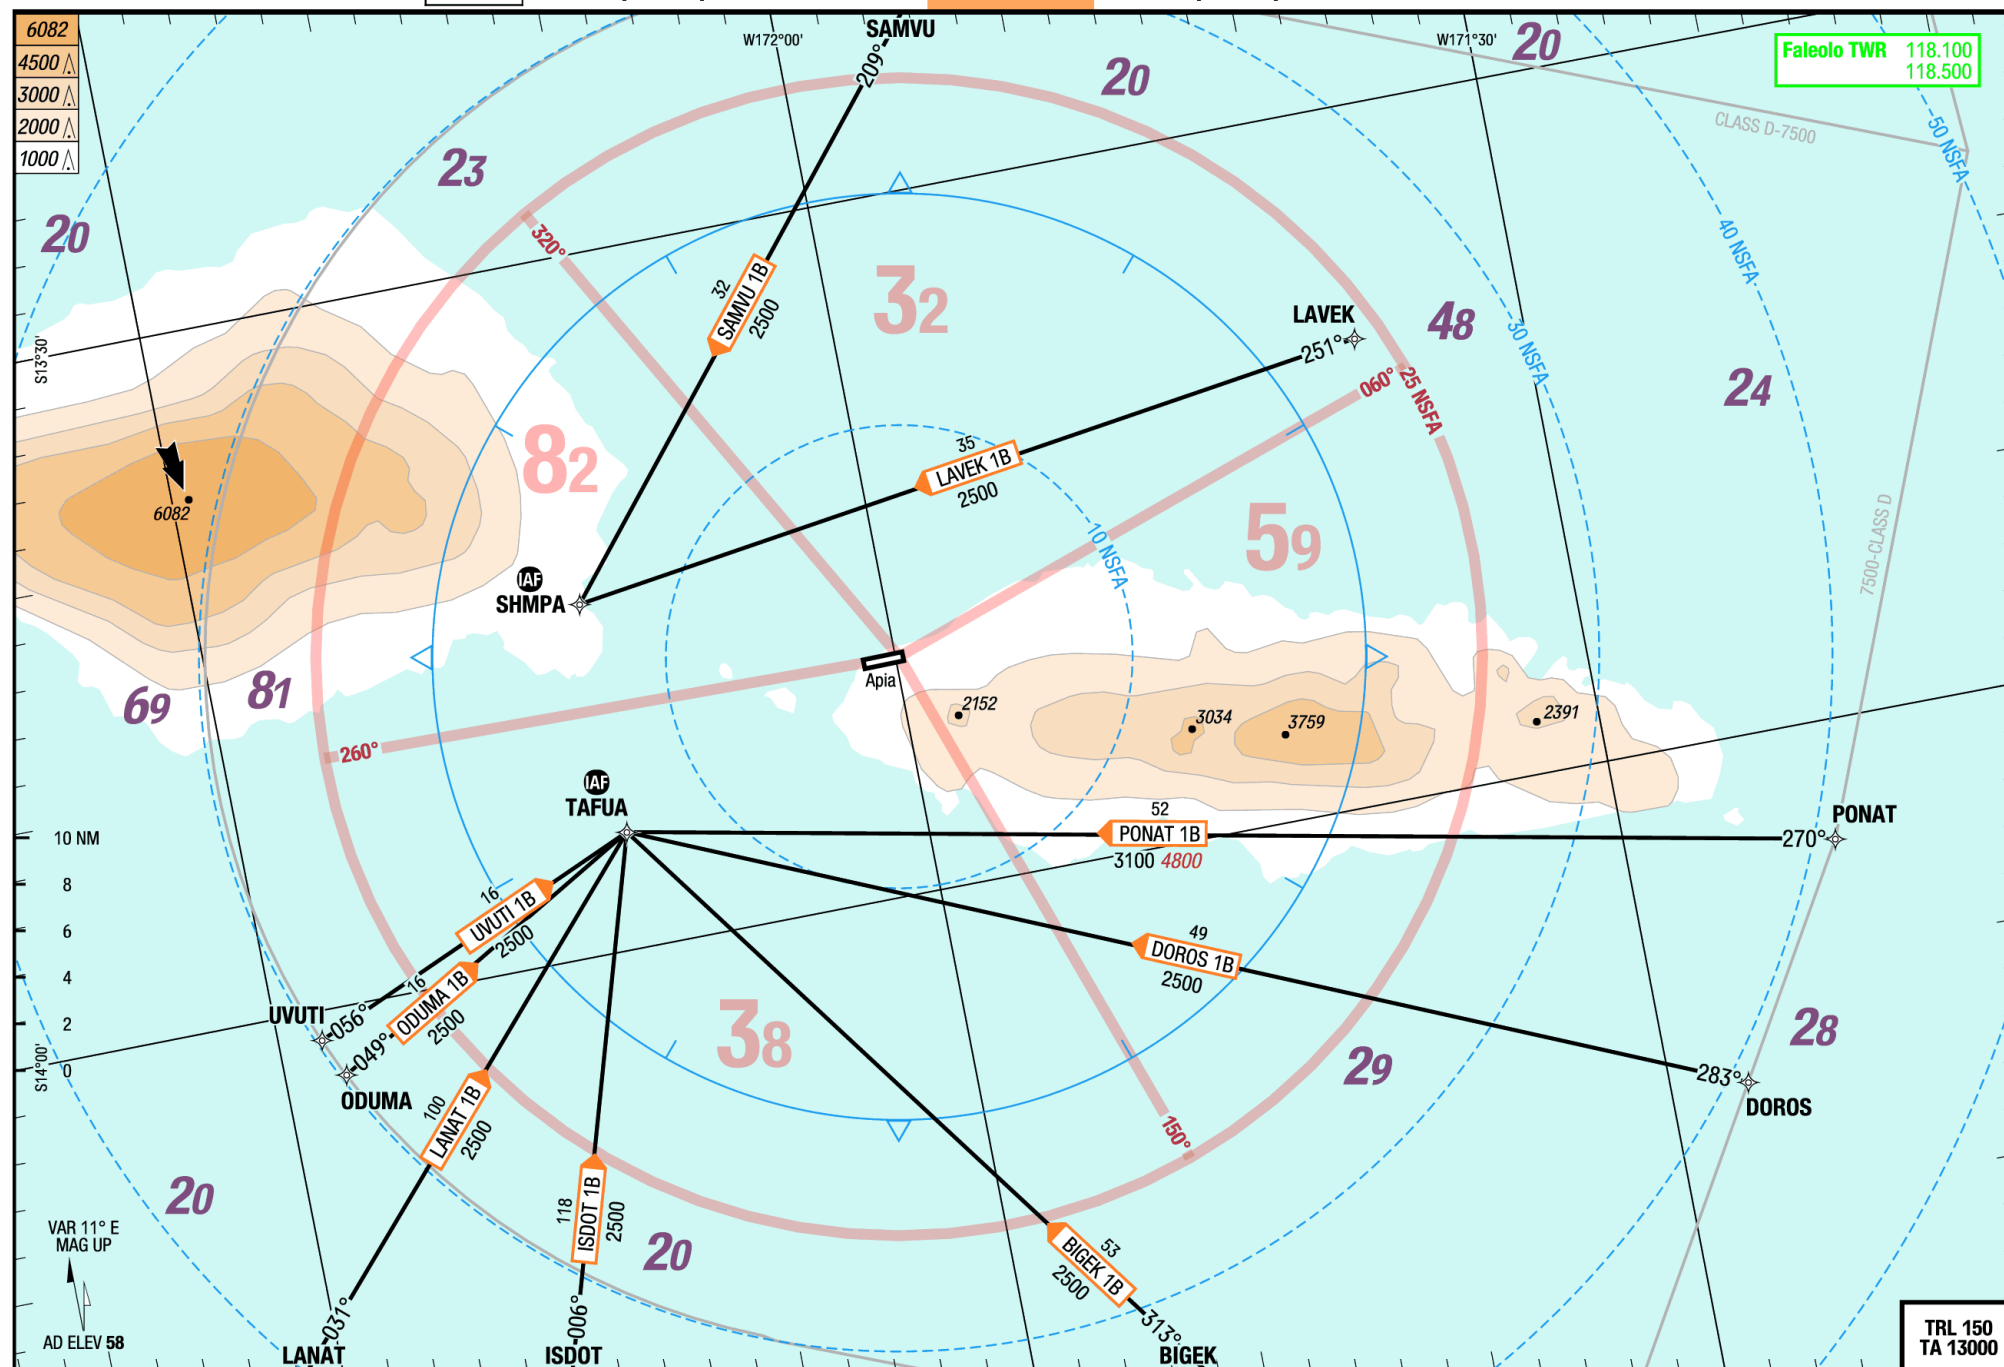 6082
4500
3000
2000
1000
SAMVU
209°
W172°00'
W171°30'
20
20
Faleolo TWR 118.100
118.500
CLASS D-7500
50 NSFA
23
20
320°
32
SAMVU 1B
2500
32
40 NSFA
LAVEK
251°
48
30 NSFA
24
060°
25 NSFA
S13°30'
82
35
LAVEK 1B
2500
6082
59
10 NSFA
7500-CLASS D
IAF
SHMPA
69
81
Apia
2152
3034
3759
2391
260°
IAF
TAFUA
52
PONAT 1B
3100 4800
270°
PONAT
10 NM
8
6
4
2
0
S14°00'
16
UVUTI 1B
2500
16
ODUMA 1B
2500
UVUTI
056°
049°
ODUMA
49
DOROS 1B
2500
283°
DOROS
28
29
38
100
LANAT 1B
2500
150°
20
118
ISDOT 1B
2500
20
53
BIGEK 1B
2500
VAR 11° E
MAG UP
AD ELEV 58
031°
LANAT
006°
ISDOT
313°
BIGEK
TRL 150
TA 13000